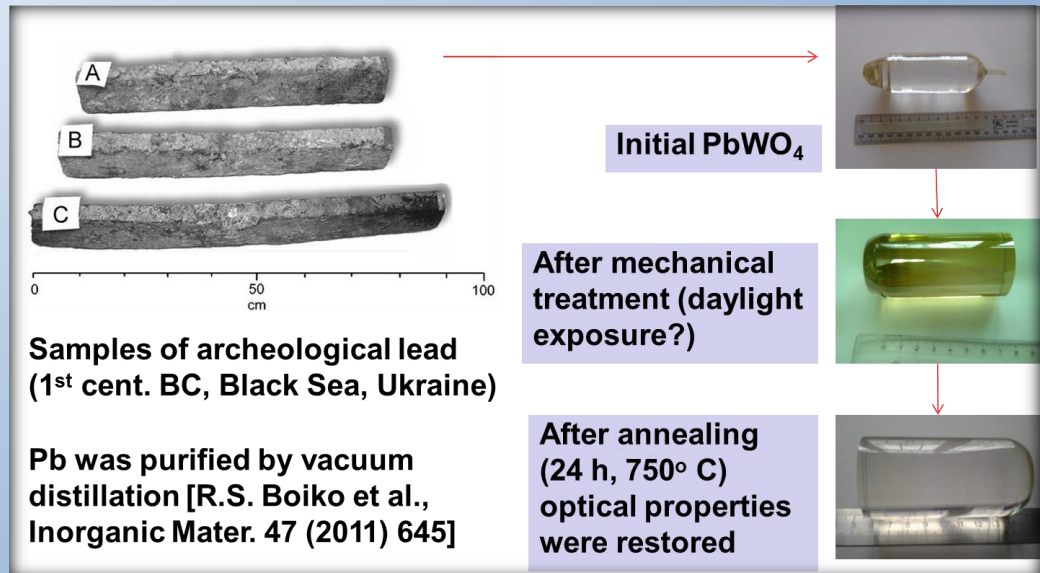 A
B
C
0 50 100
cm
Samples of archeological lead
(1st cent. BC, Black Sea, Ukraine)
Pb was purified by vacuum
distillation [R.S. Boiko et al.,
Inorganic Mater. 47 (2011) 645]
Initial PbWO₄
After mechanical
treatment (daylight
exposure?)
After annealing
(24 h, 750º C)
optical properties
were restored